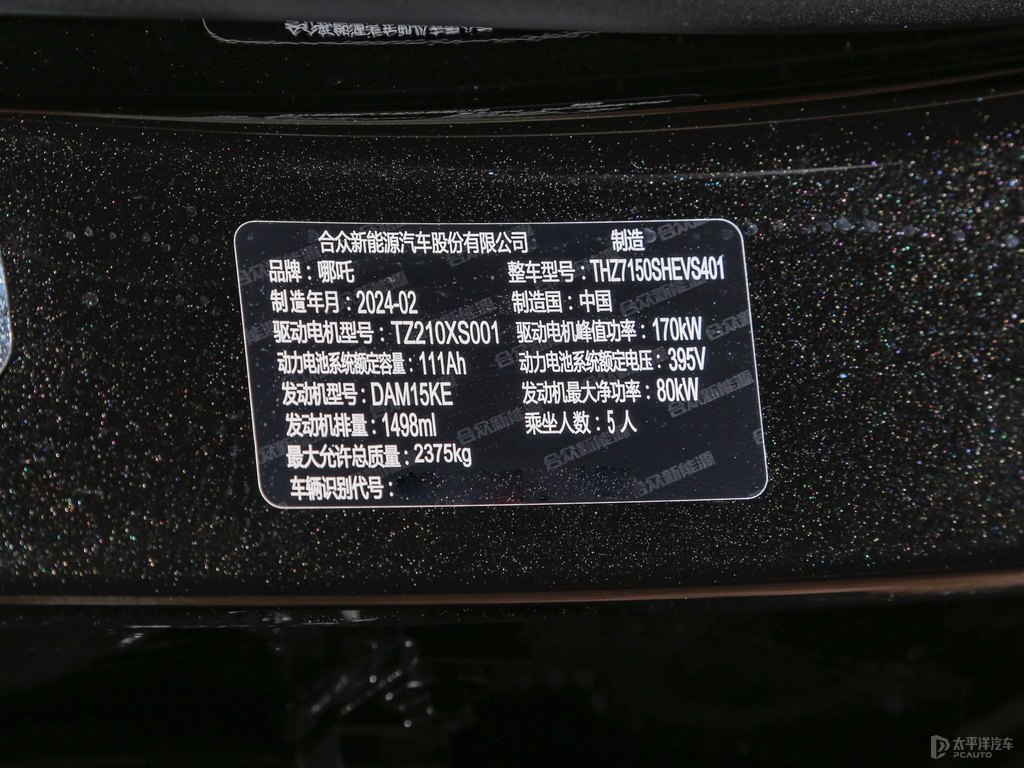 合众新能源汽车股份有限公司 制造
品牌：哪吒 整车型号：THZ7150SHEVS401
制造年月：2024-02 制造国：中国
驱动电机型号：TZ210XS001 驱动电机峰值功率：170kW
动力电池系统额定容量：111Ah 动力电池系统额定电压：395V
发动机型号：DAM15KE 发动机最大净功率：80kW
发动机排量：1498ml 乘坐人数：5人
最大允许总质量：2375kg
车辆识别代号：
合众新能源
太平洋汽车
PCAUTO